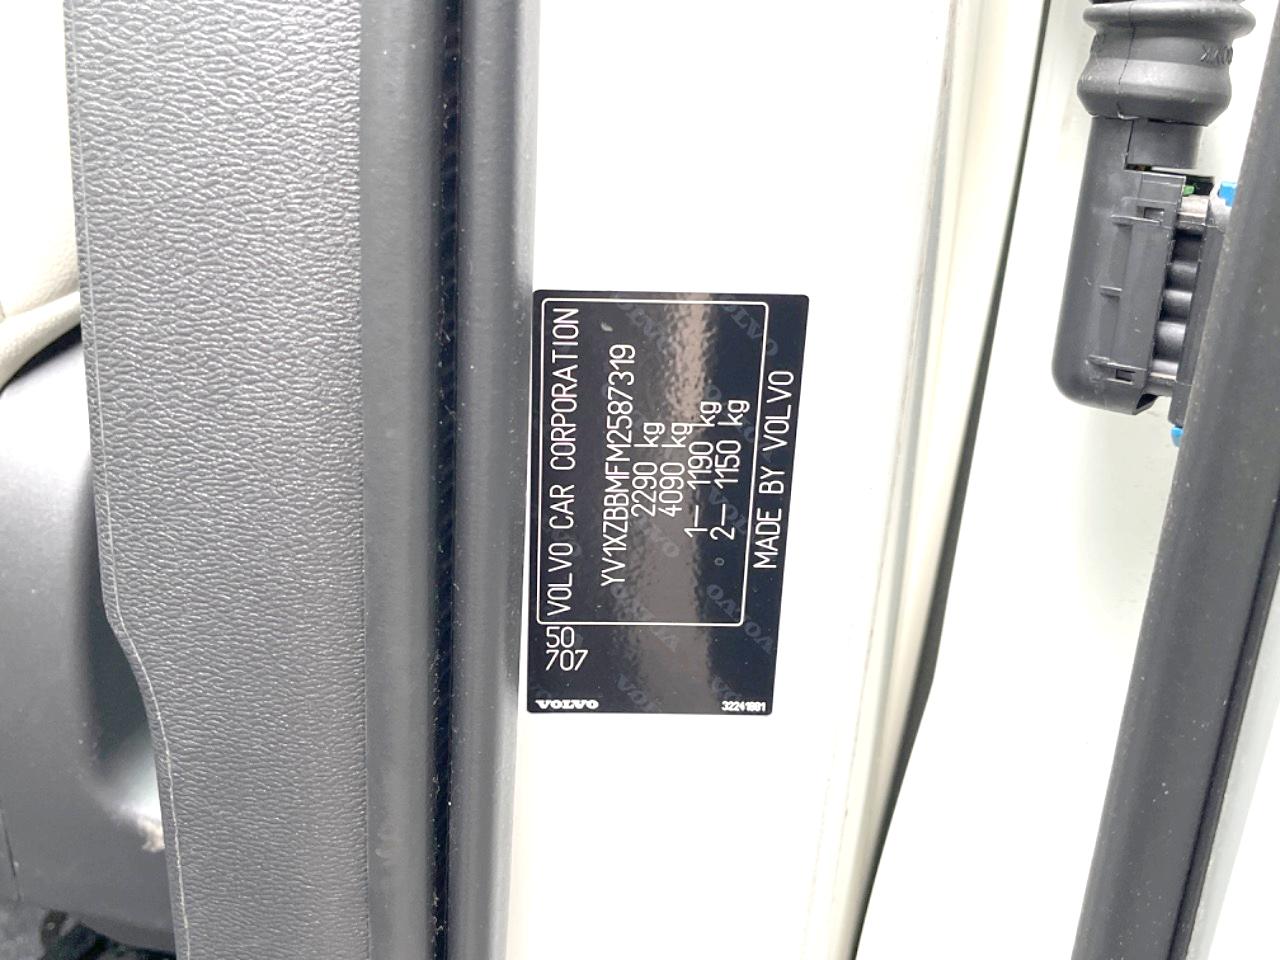 VOLVO CAR CORPORATION
YV1XZBBMFM2587319
2290 kg
4090 kg
1– 1190 kg
2– 1150 kg
MADE BY VOLVO
50
707
VOLVO